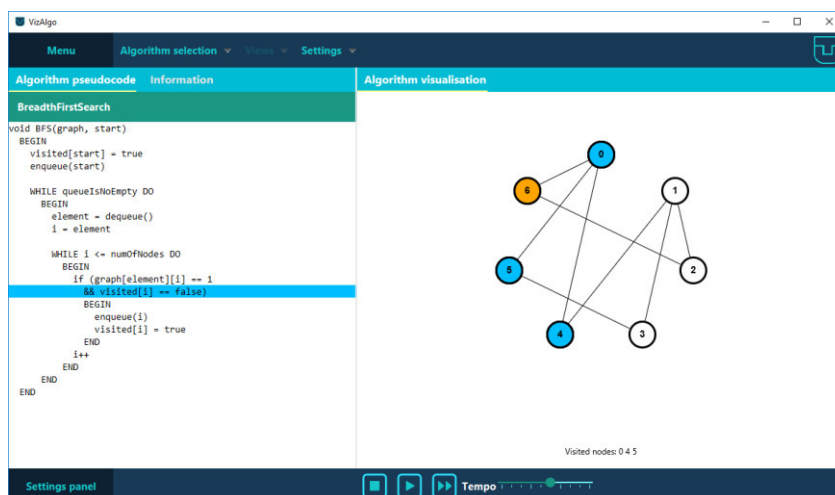 VizAlgo
Menu Algorithm selection Views Settings
Algorithm pseudocode Information
BreadthFirstSearch
void BFS(graph, start)
BEGIN
visited[start] = true
enqueue(start)
WHILE queueIsNoEmpty DO
BEGIN
element = dequeue()
i = element
WHILE i <= numOfNodes DO
BEGIN
if (graph[element][i] == 1
&& visited[i] == false)
BEGIN
enqueue(i)
visited[i] = true
END
i++
END
END
END
Algorithm visualisation
0
6
1
5
2
4
3
Visited nodes: 0 4 5
Settings panel
Tempo